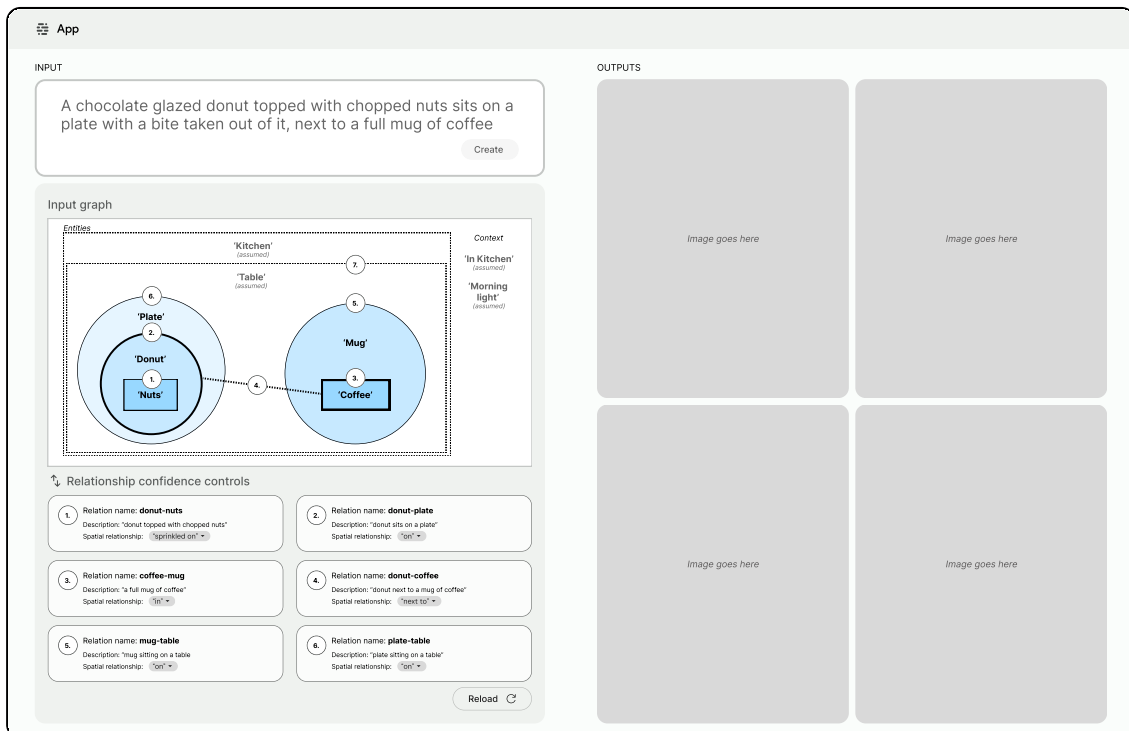 App
INPUT
A chocolate glazed donut topped with chopped nuts sits on a
plate with a bite taken out of it, next to a full mug of coffee
Create
Input graph
Entities
'Kitchen'
(assumed)
7.
'Table'
(assumed)
6.
'Plate'
2.
'Donut'
1.
'Nuts'
4.
5.
'Mug'
3.
'Coffee'
Context
'In Kitchen'
(assumed)
'Morning
light'
(assumed)
Relationship confidence controls
1.
Relation name: donut-nuts
Description: "donut topped with chopped nuts"
Spatial relationship: "sprinkled on"
2.
Relation name: donut-plate
Description: "donut sits on a plate"
Spatial relationship: "on"
3.
Relation name: coffee-mug
Description: "a full mug of coffee"
Spatial relationship: "in"
4.
Relation name: donut-coffee
Description: "donut next to a mug of coffee"
Spatial relationship: "next to"
5.
Relation name: mug-table
Description: "mug sitting on a table
Spatial relationship: "on"
6.
Relation name: plate-table
Description: "plate sitting on a table"
Spatial relationship: "on"
Reload
OUTPUTS
Image goes here
Image goes here
Image goes here
Image goes here